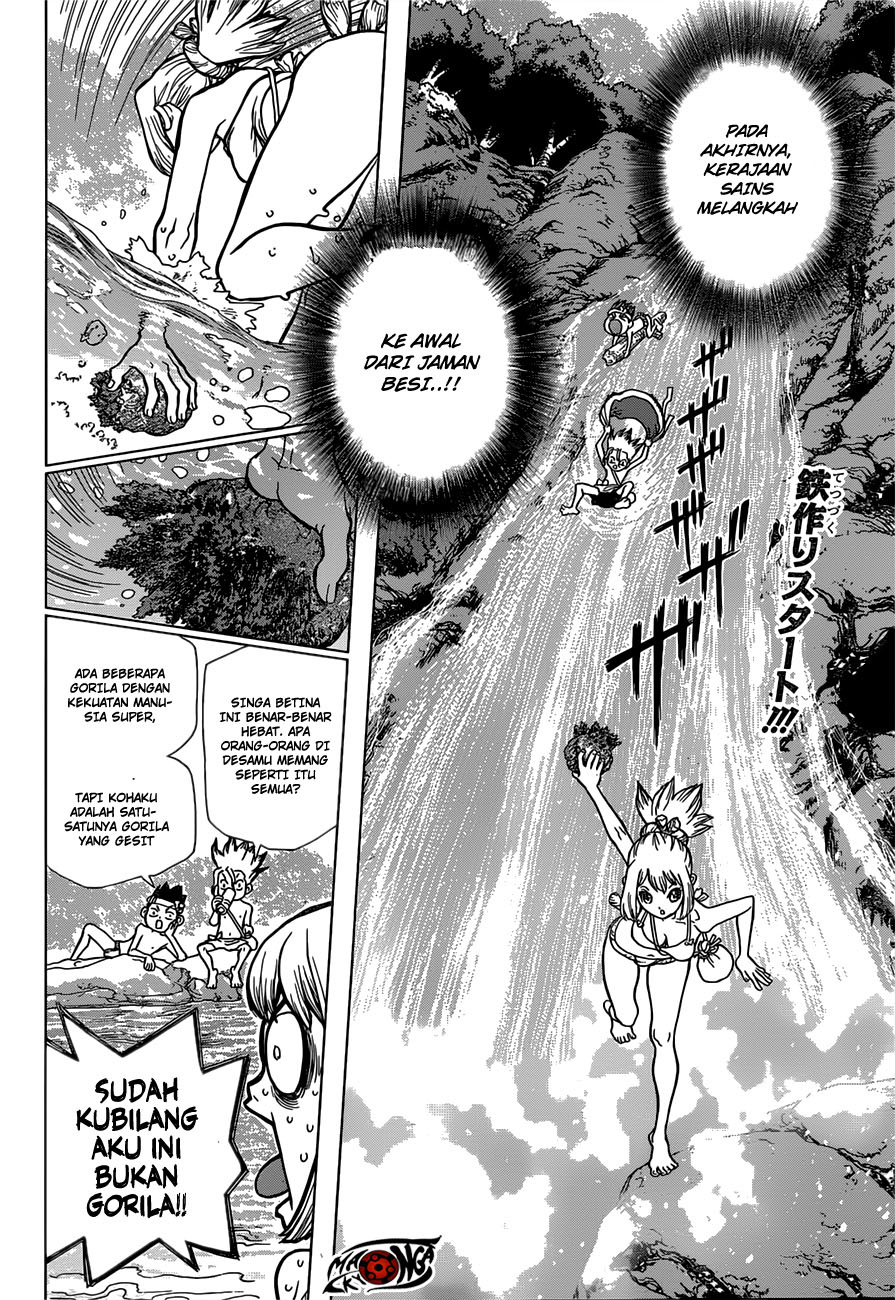 PADA
AKHIRNYA,
KERAJAAN
SAINS
MELANGKAH
KE AWAL
DARI JAMAN
BESI..!!
てつづく
鉄作りスタート!!!
SINGA BETINA
INI BENAR-BENAR
HEBAT. APA
ORANG-ORANG DI
DESAMU MEMANG
SEPERTI ITU
SEMUA?
ADA BEBERAPA
GORILA DENGAN
KEKUATAN MANU-
SIA SUPER,
TAPI KOHAKU
ADALAH SATU-
SATUNYA GORILA
YANG GESIT
SUDAH
KUBILANG
AKU INI
BUKAN
GORILA!!